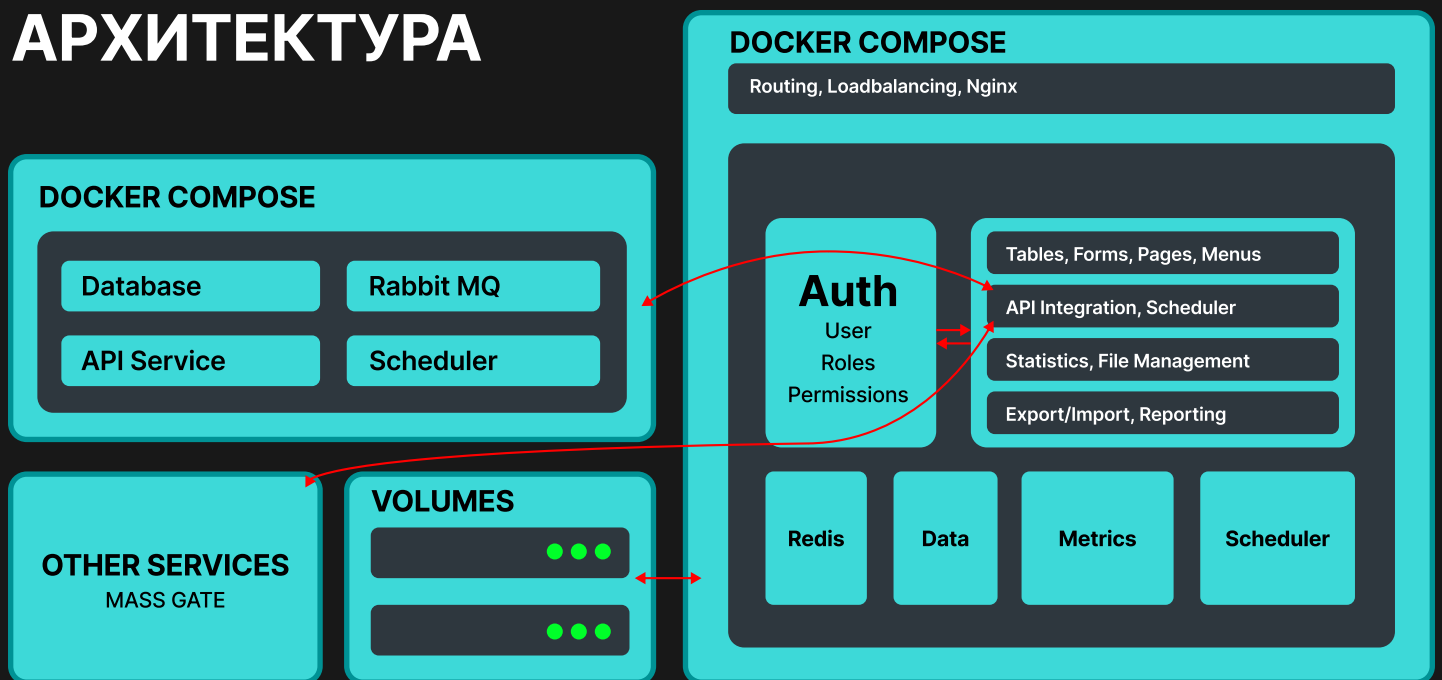 АРХИТЕКТУРА
DOCKER COMPOSE
Database
Rabbit MQ
API Service
Scheduler
OTHER SERVICES
MASS GATE
VOLUMES
DOCKER COMPOSE
Routing, Loadbalancing, Nginx
Auth
User
Roles
Permissions
Tables, Forms, Pages, Menus
API Integration, Scheduler
Statistics, File Management
Export/Import, Reporting
Redis
Data
Metrics
Scheduler